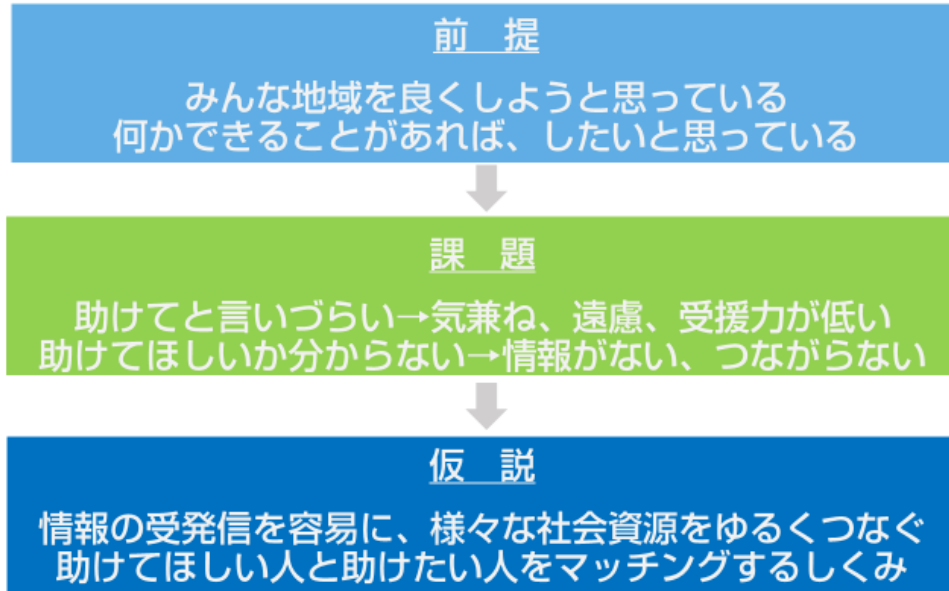 前　提
みんな地域を良くしようと思っている
何かできることがあれば、したいと思っている
課　題
助けてと言いづらい→気兼ね、遠慮、受援力が低い
助けてほしいか分からない→情報がない、つながらない
仮　説
情報の受発信を容易に、様々な社会資源をゆるくつなぐ
助けてほしい人と助けたい人をマッチングするしくみ